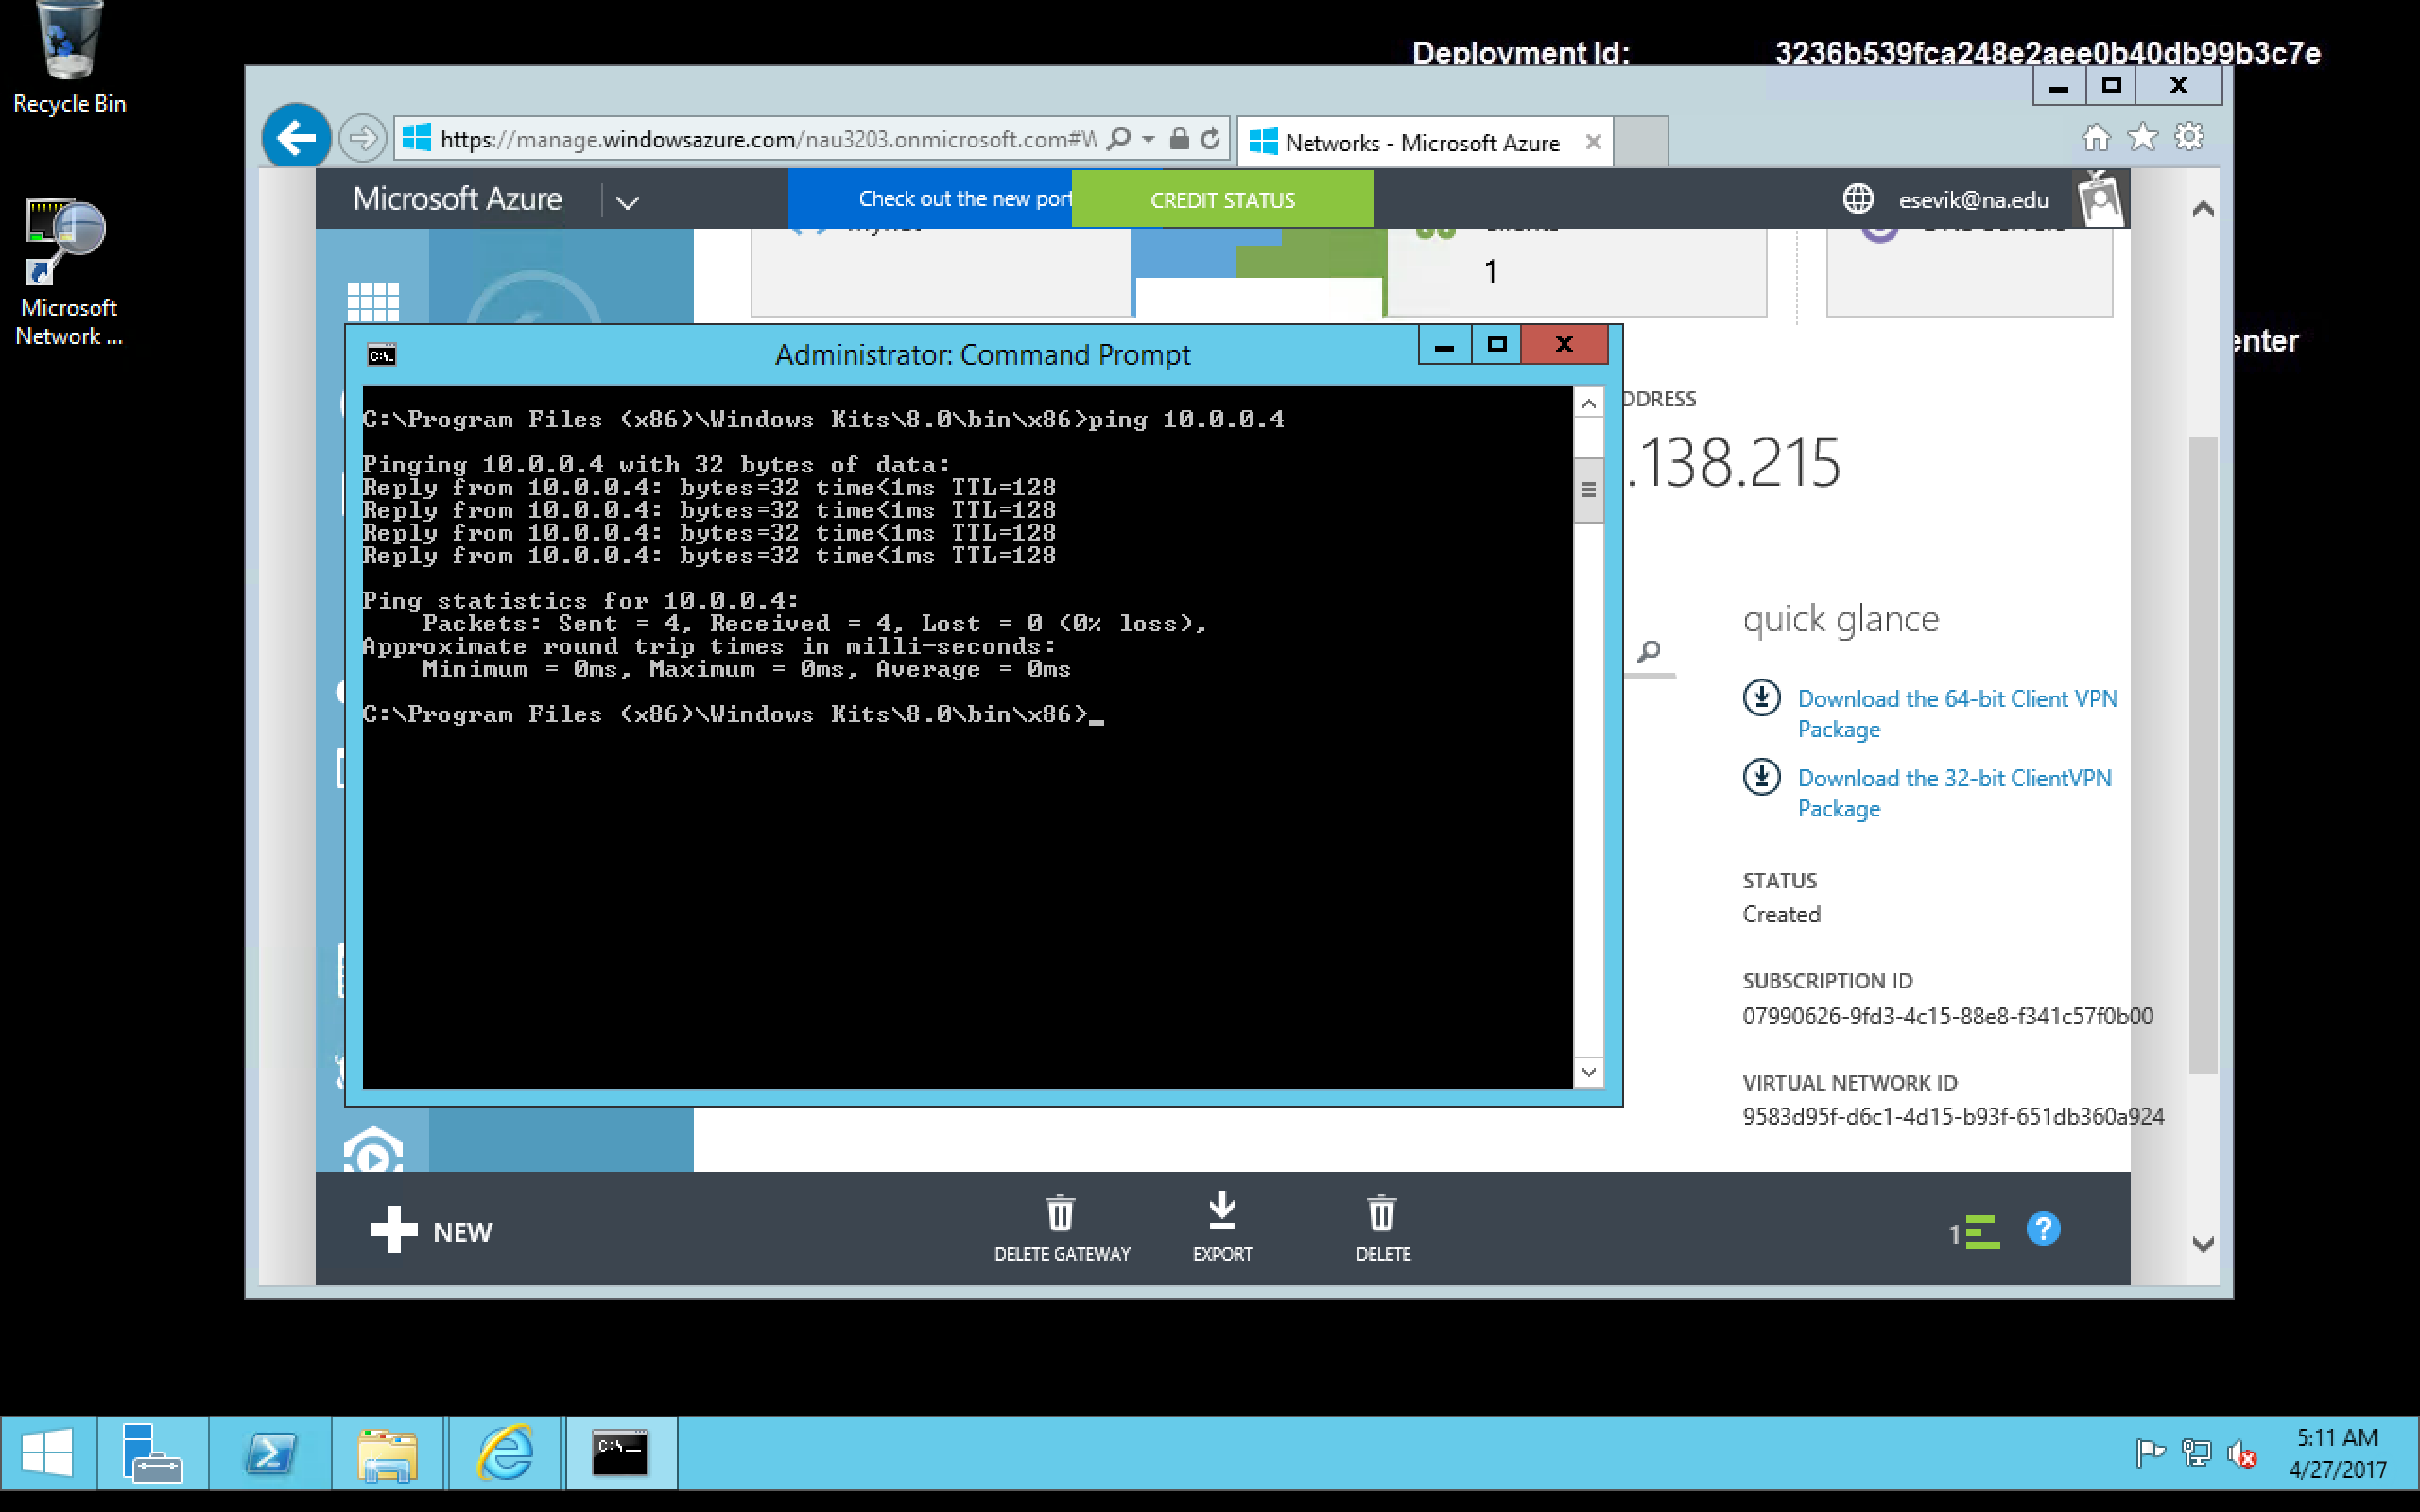 Recycle Bin
Microsoft
Network ...
Deployment Id:
3236b539fca248e2aee0b40db99b3c7e
enter
https://manage.windowsazure.com/nau3203.onmicrosoft.com#W
Networks - Microsoft Azure
Microsoft Azure
Check out the new port
CREDIT STATUS
esevik@na.edu
1
Administrator: Command Prompt
C:\Program Files (x86)\Windows Kits\8.0\bin\x86>ping 10.0.0.4
Pinging 10.0.0.4 with 32 bytes of data:
Reply from 10.0.0.4: bytes=32 time<1ms TTL=128
Reply from 10.0.0.4: bytes=32 time<1ms TTL=128
Reply from 10.0.0.4: bytes=32 time<1ms TTL=128
Reply from 10.0.0.4: bytes=32 time<1ms TTL=128
Ping statistics for 10.0.0.4:
Packets: Sent = 4, Received = 4, Lost = 0 (0% loss),
Approximate round trip times in milli-seconds:
Minimum = 0ms, Maximum = 0ms, Average = 0ms
C:\Program Files (x86)\Windows Kits\8.0\bin\x86>_
DDRESS
.138.215
quick glance
Download the 64-bit Client VPN
Package
Download the 32-bit ClientVPN
Package
STATUS
Created
SUBSCRIPTION ID
07990626-9fd3-4c15-88e8-f341c57f0b00
VIRTUAL NETWORK ID
9583d95f-d6c1-4d15-b93f-651db360a924
NEW
DELETE GATEWAY
EXPORT
DELETE
1
5:11 AM
4/27/2017